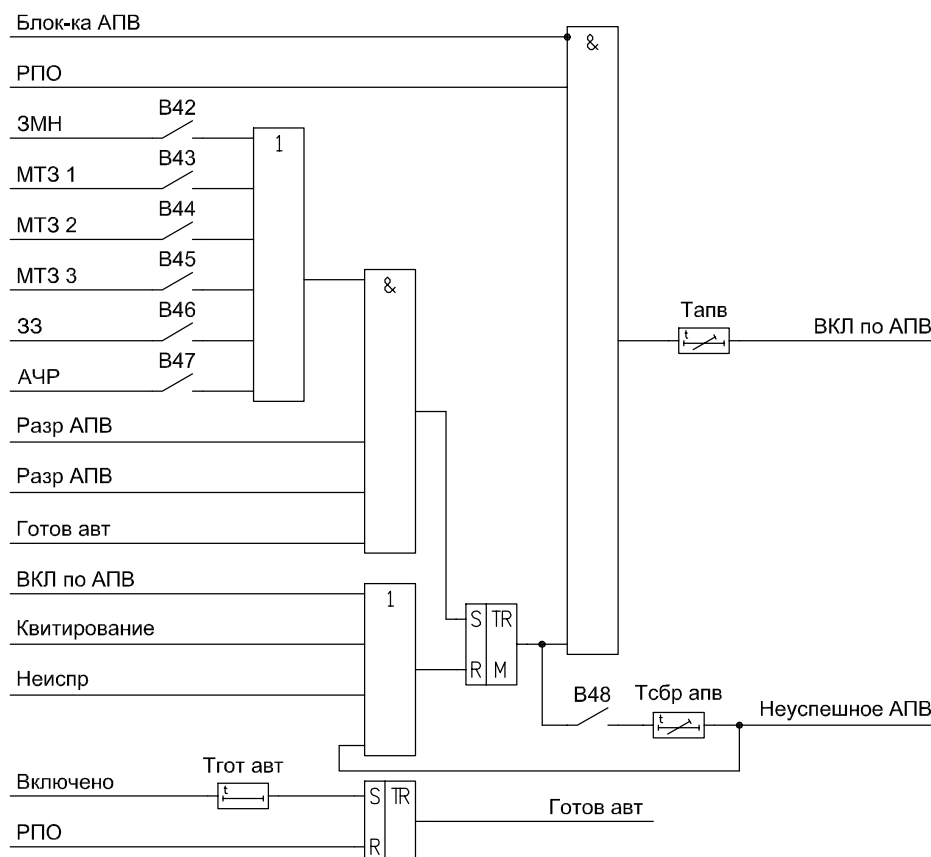 Блок-ка АПВ
&
РПО
ЗМН
В42
1
МТЗ 1
В43
МТЗ 2
В44
МТЗ 3
В45
&
ЗЗ
В46
Тапв
t
ВКЛ по АПВ
АЧР
В47
Разр АПВ
Разр АПВ
Готов авт
ВКЛ по АПВ
1
Квитирование
S TR
Неиспр
R M
В48
Тсбр апв
t
Неуспешное АПВ
Включено
Тгот авт
t
S TR
Готов авт
РПО
R